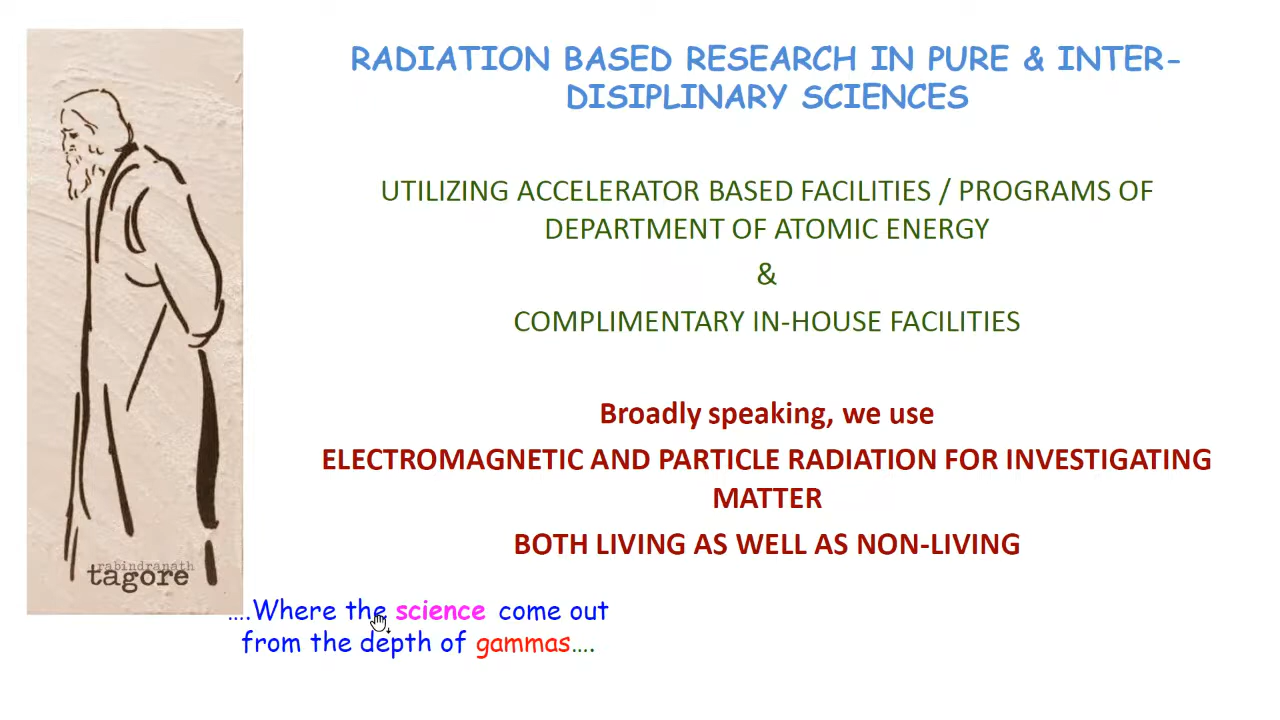 RADIATION BASED RESEARCH IN PURE & INTER-
DISIPLINARY SCIENCES
UTILIZING ACCELERATOR BASED FACILITIES / PROGRAMS OF
DEPARTMENT OF ATOMIC ENERGY
&
COMPLIMENTARY IN-HOUSE FACILITIES
Broadly speaking, we use
ELECTROMAGNETIC AND PARTICLE RADIATION FOR INVESTIGATING
MATTER
BOTH LIVING AS WELL AS NON-LIVING
rabindranath
tagore
....Where the science come out
from the depth of gammas....